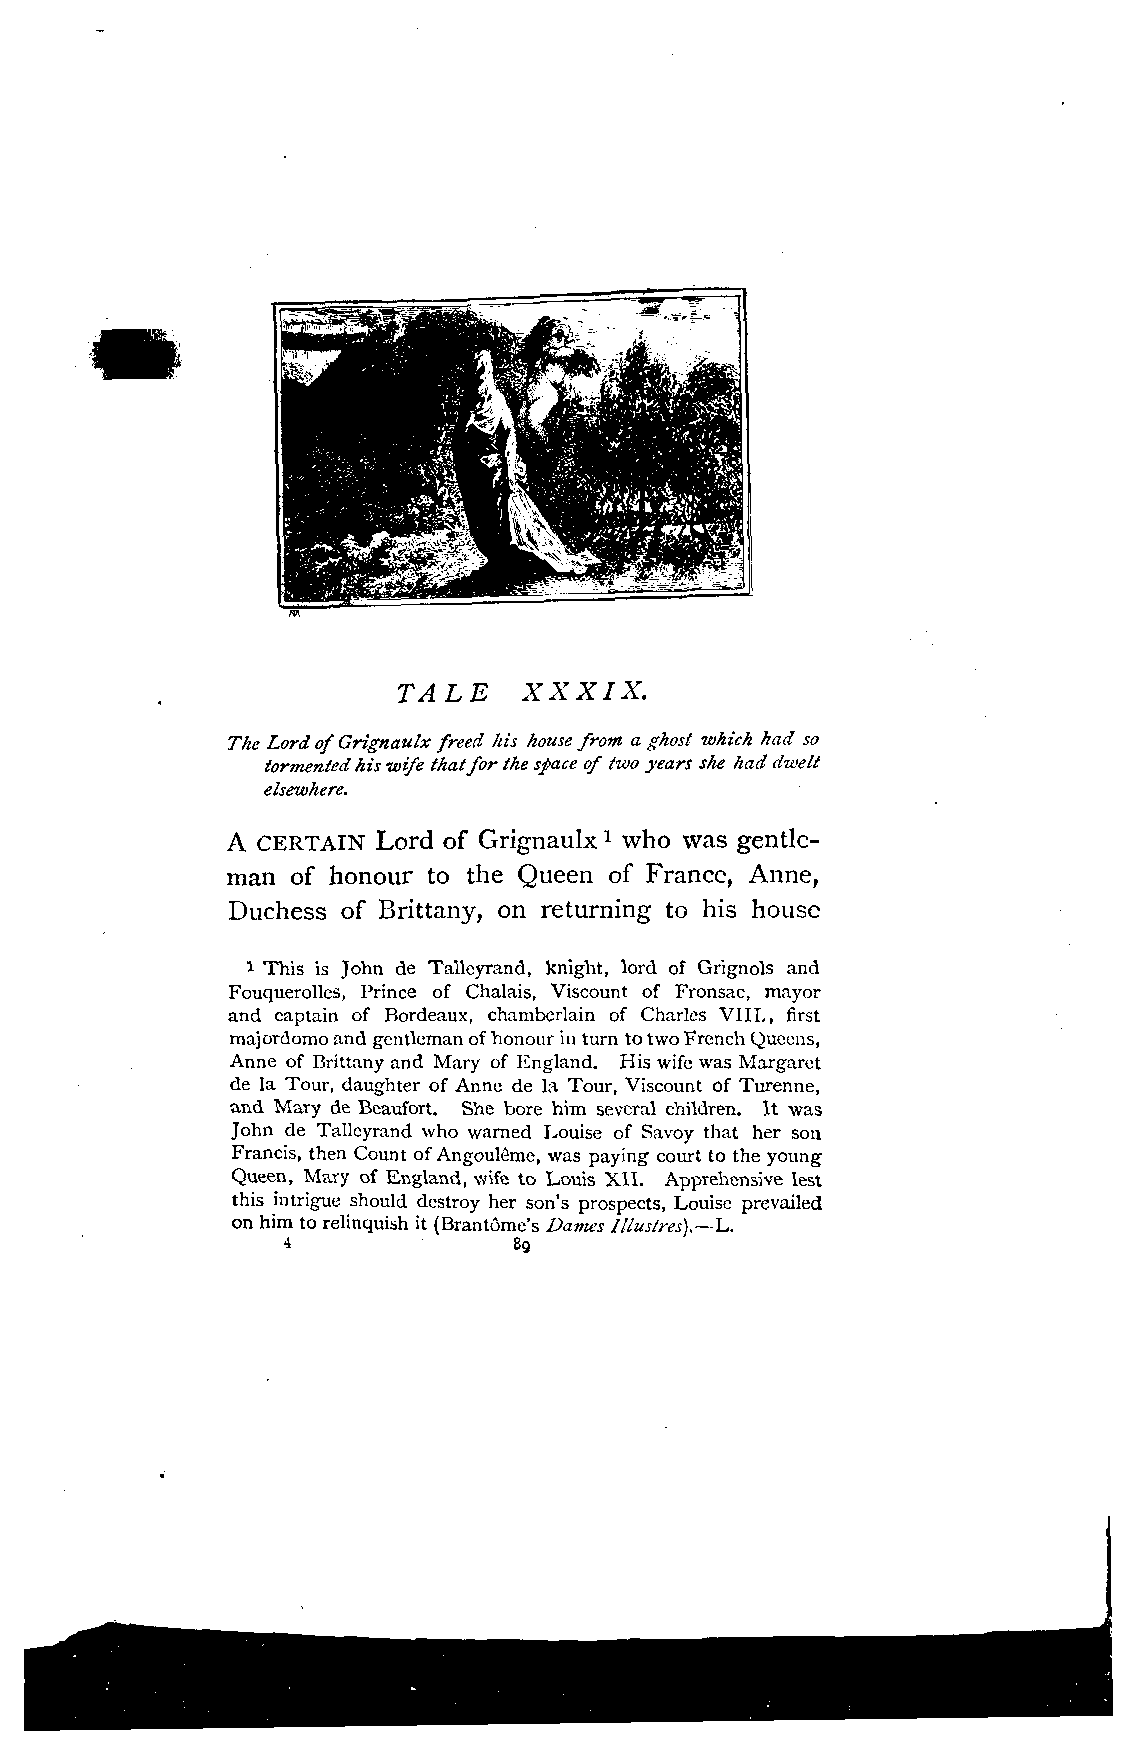 TALE XXXIX.
The Lord of Grignaulx freed his house from a ghost which had so
tormented his wife that for the space of two years she had dwelt
elsewhere.
A CERTAIN Lord of Grignaulx 1 who was gentle-
man of honour to the Queen of France, Anne,
Duchess of Brittany, on returning to his house
1 This is John de Talleyrand, knight, lord of Grignols and
Fouquerolles, Prince of Chalais, Viscount of Fronsac, mayor
and captain of Bordeaux, chamberlain of Charles VIII., first
majordomo and gentleman of honour in turn to two French Queens,
Anne of Brittany and Mary of England. His wife was Margaret
de la Tour, daughter of Anne de la Tour, Viscount of Turenne,
and Mary de Beaufort. She bore him several children. It was
John de Talleyrand who warned Louise of Savoy that her son
Francis, then Count of Angoulême, was paying court to the young
Queen, Mary of England, wife to Louis XII. Apprehensive lest
this intrigue should destroy her son's prospects, Louise prevailed
on him to relinquish it (Brantôme's Dames Illustres).—L.
4 89